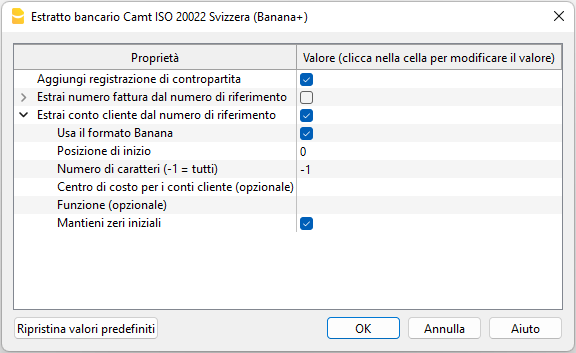 Estratto bancario Camt ISO 20022 Svizzera (Banana+)
Proprietà Valore (clicca nella cella per modificare il valore)
Aggiungi registrazione di contropartita
Estrai numero fattura dal numero di riferimento
Estrai conto cliente dal numero di riferimento
Usa il formato Banana
Posizione di inizio 0
Numero di caratteri (-1 = tutti) -1
Centro di costo per i conti cliente (opzionale)
Funzione (opzionale)
Mantieni zeri iniziali
Ripristina valori predefiniti OK Annulla Aiuto